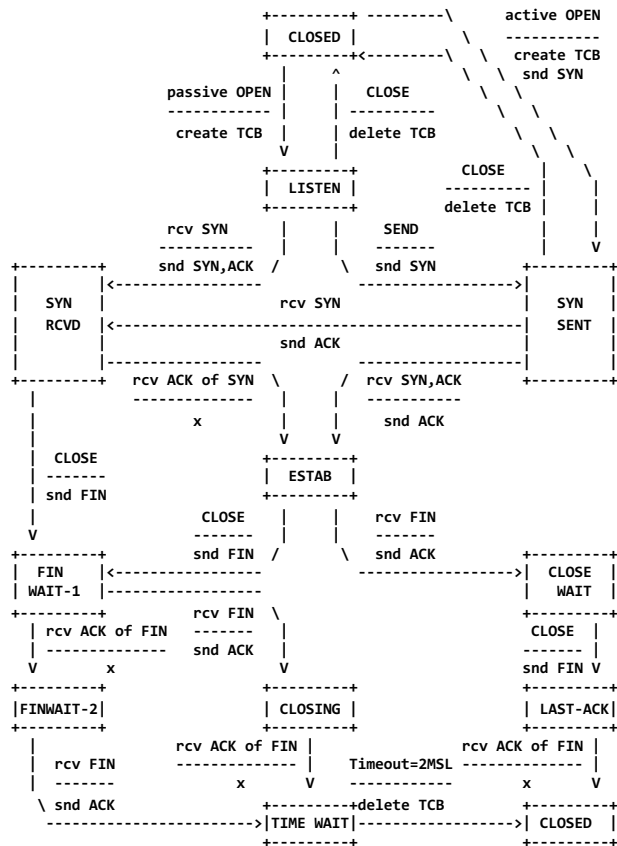 +---------+ ---------\      active OPEN
|  CLOSED |            \    -----------
+---------+<---------\   \   create TCB
|     ^              \   \  snd SYN
passive OPEN |     |   CLOSE        \   \
------------ |     | ----------       \   \
create TCB  |     | delete TCB         \   \
V     |                      \   \
+---------+            CLOSE    |    \
|  LISTEN |          ---------- |     |
+---------+          delete TCB |     |
rcv SYN      |     |     SEND              |     |
-----------   |     |    -------            |     V
+---------+      snd SYN,ACK  /       \   snd SYN          +---------+
|         |<-----------------           ------------------>|         |
|   SYN   |                    rcv SYN                     |   SYN   |
|   RCVD  |<-----------------------------------------------|   SENT  |
|         |                    snd ACK                     |         |
|         |------------------           -------------------|         |
+---------+   rcv ACK of SYN  \       /  rcv SYN,ACK       +---------+
|           --------------   |     |   -----------
|                  x         |     |     snd ACK
|                            V     V
|  CLOSE                   +---------+
| -------                  |  ESTAB  |
| snd FIN                  +---------+
|                   CLOSE    |     |    rcv FIN
V                  -------   |     |    -------
+---------+          snd FIN  /       \   snd ACK          +---------+
|  FIN    |<-----------------           ------------------>|  CLOSE  |
| WAIT-1  |------------------                              |   WAIT  |
+---------+          rcv FIN  \                            +---------+
| rcv ACK of FIN  -------   |                            CLOSE  |
| --------------  snd ACK   |                           ------- |
V        x                  V                           snd FIN V
+---------+                  +---------+                   +---------+
|FINWAIT-2|                  | CLOSING |                   | LAST-ACK|
+---------+                  +---------+                   +---------+
|                rcv ACK of FIN |                 rcv ACK of FIN |
|  rcv FIN       -------------- |    Timeout=2MSL -------------- |
|  -------              x       V    ------------        x       V
\ snd ACK                 +---------+delete TCB         +---------+
------------------------>|TIME WAIT|------------------>| CLOSED  |
+---------+                   +---------+